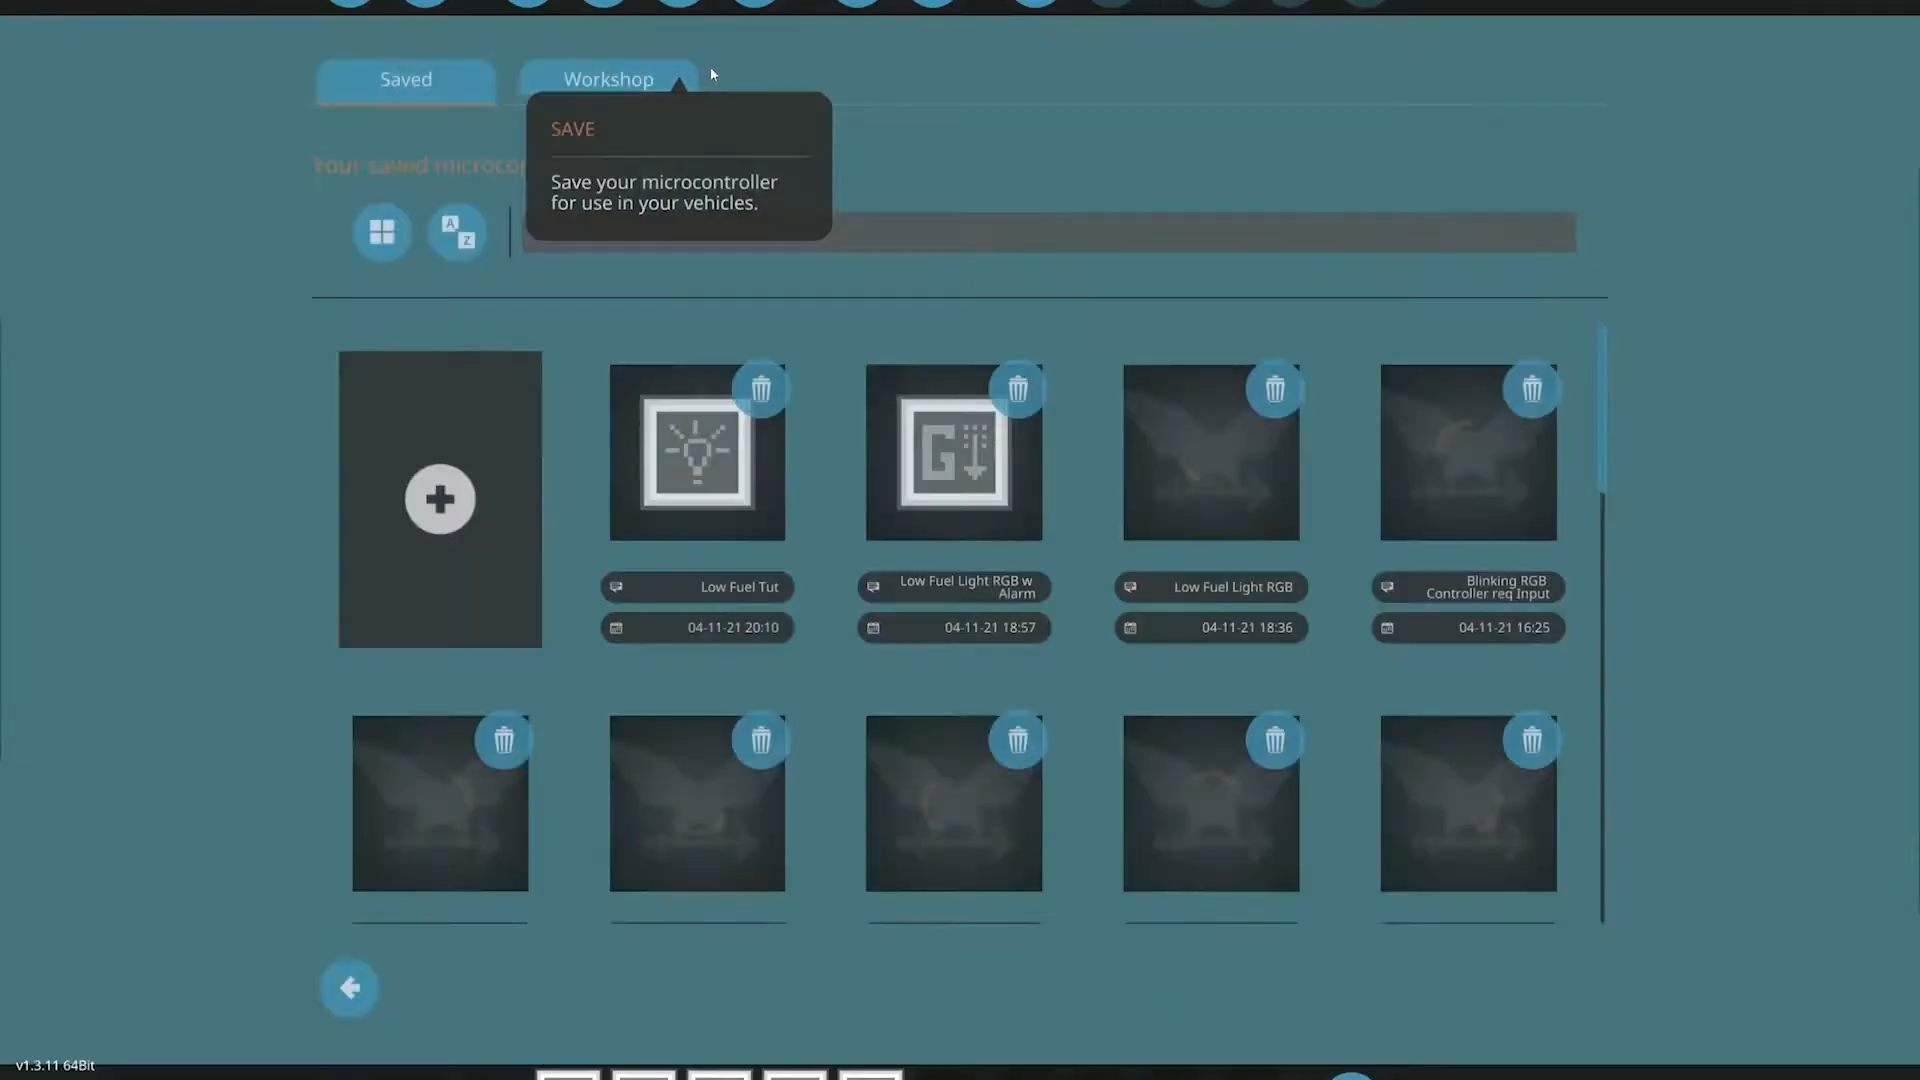 Saved
Workshop
SAVE
Your saved
Save your microcontroller
for use in your vehicles.
A
Z
G
Low Fuel Tut
Low Fuel Light RGB w
Alarm
Low Fuel Light RGB
Blinking RGB
Controller req Input
04-11-21 20:10
04-11-21 18:57
04-11-21 18:36
04-11-21 16:25
v1.3.11 64Bit